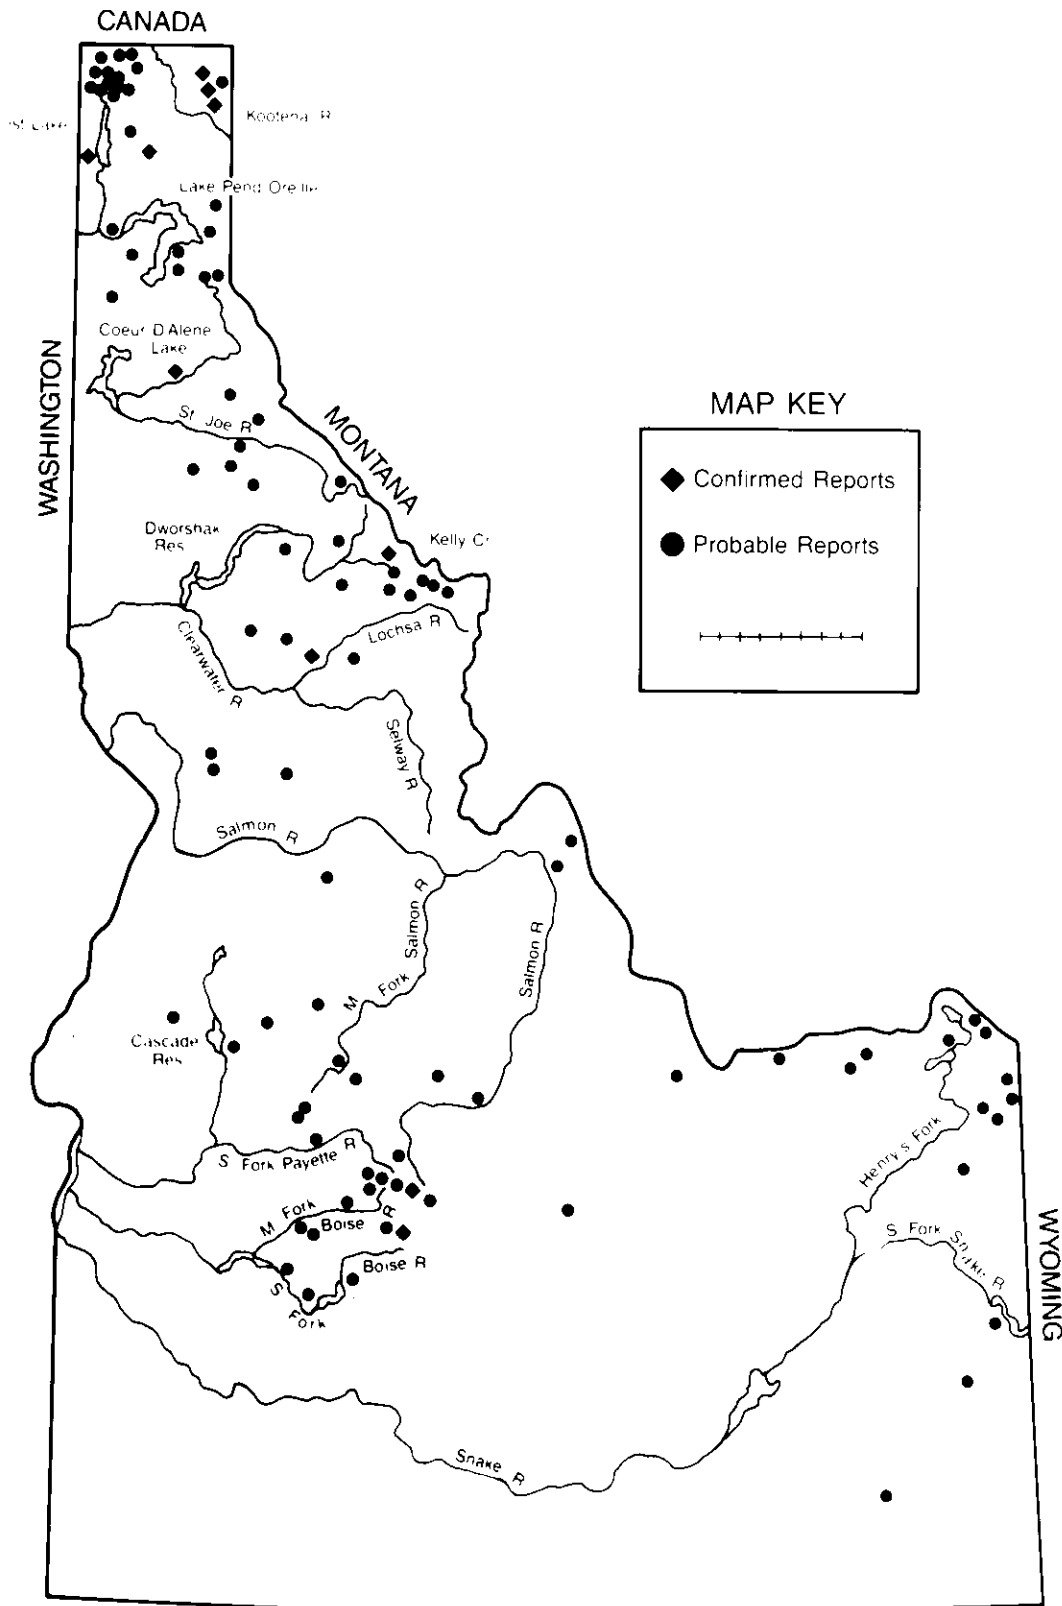 CANADA
Lake
Kootenai R
Lake Pend Oreille
Coeur D'Alene
Lake
WASHINGTON
St. Joe R
MONTANA
MAP KEY
Confirmed Reports
Probable Reports
Dworshak
Res
Kelly Cr
Clearwater R
Lochsa R
Selway R
Salmon R
M Fork Salmon R
Salmon R
Cascade
Res
S Fork Payette R
M Fork
Boise R
Boise R
S Fork
Henry's Fork
S Fork Snake R
WYOMING
Snake R